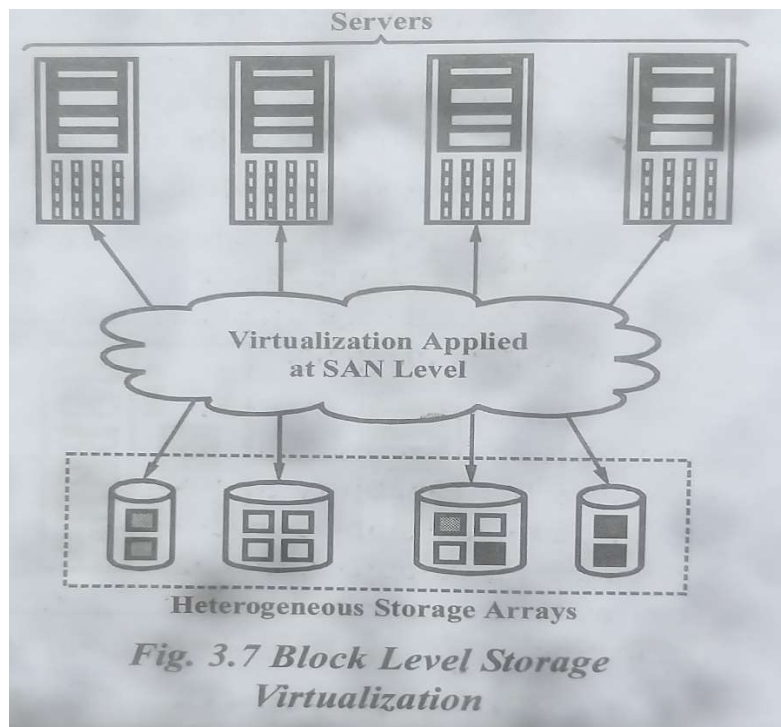 Servers
Virtualization Applied
at SAN Level
Heterogeneous Storage Arrays
Fig. 3.7 Block Level Storage
Virtualization